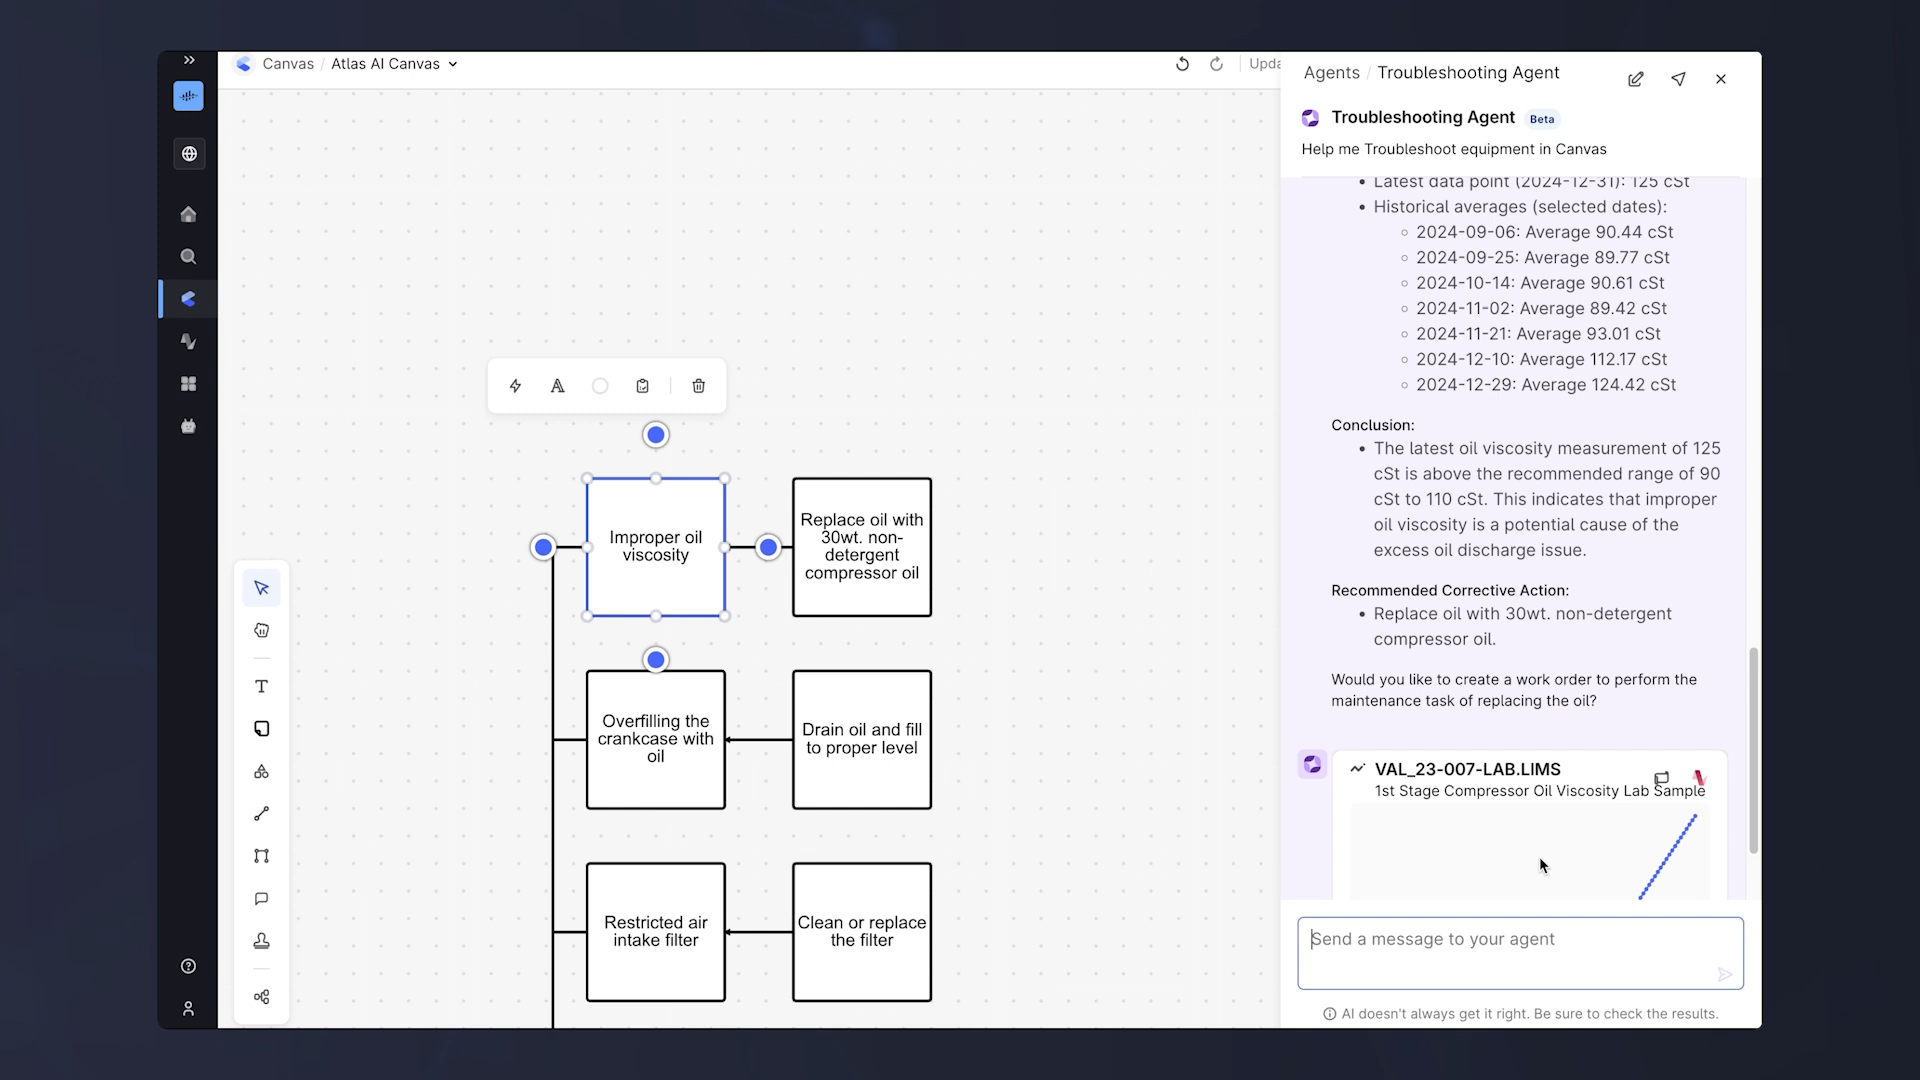 Canvas / Atlas AI Canvas
Upda
Agents / Troubleshooting Agent
Troubleshooting Agent Beta
Help me Troubleshoot equipment in Canvas
• Latest data point (2024-12-31): 125 cSt
• Historical averages (selected dates):
◦ 2024-09-06: Average 90.44 cSt
◦ 2024-09-25: Average 89.77 cSt
◦ 2024-10-14: Average 90.61 cSt
◦ 2024-11-02: Average 89.42 cSt
◦ 2024-11-21: Average 93.01 cSt
◦ 2024-12-10: Average 112.17 cSt
◦ 2024-12-29: Average 124.42 cSt
Conclusion:
• The latest oil viscosity measurement of 125
cSt is above the recommended range of 90
cSt to 110 cSt. This indicates that improper
oil viscosity is a potential cause of the
excess oil discharge issue.
Recommended Corrective Action:
• Replace oil with 30wt. non-detergent
compressor oil.
Would you like to create a work order to perform the
maintenance task of replacing the oil?
VAL_23-007-LAB.LIMS
1st Stage Compressor Oil Viscosity Lab Sample
Send a message to your agent
AI doesn't always get it right. Be sure to check the results.
Improper oil
viscosity
Replace oil with
30wt. non-
detergent
compressor oil
Overfilling the
crankcase with
oil
Drain oil and fill
to proper level
Restricted air
intake filter
Clean or replace
the filter